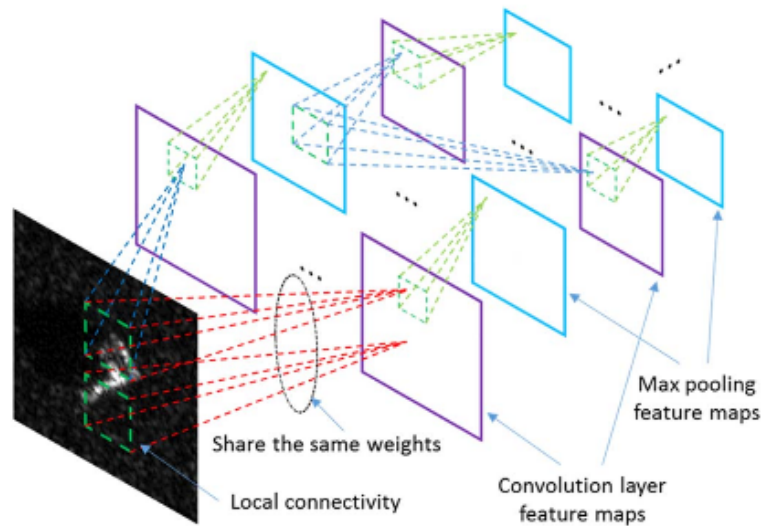 Max pooling
feature maps
Share the same weights
Local connectivity
Convolution layer
feature maps